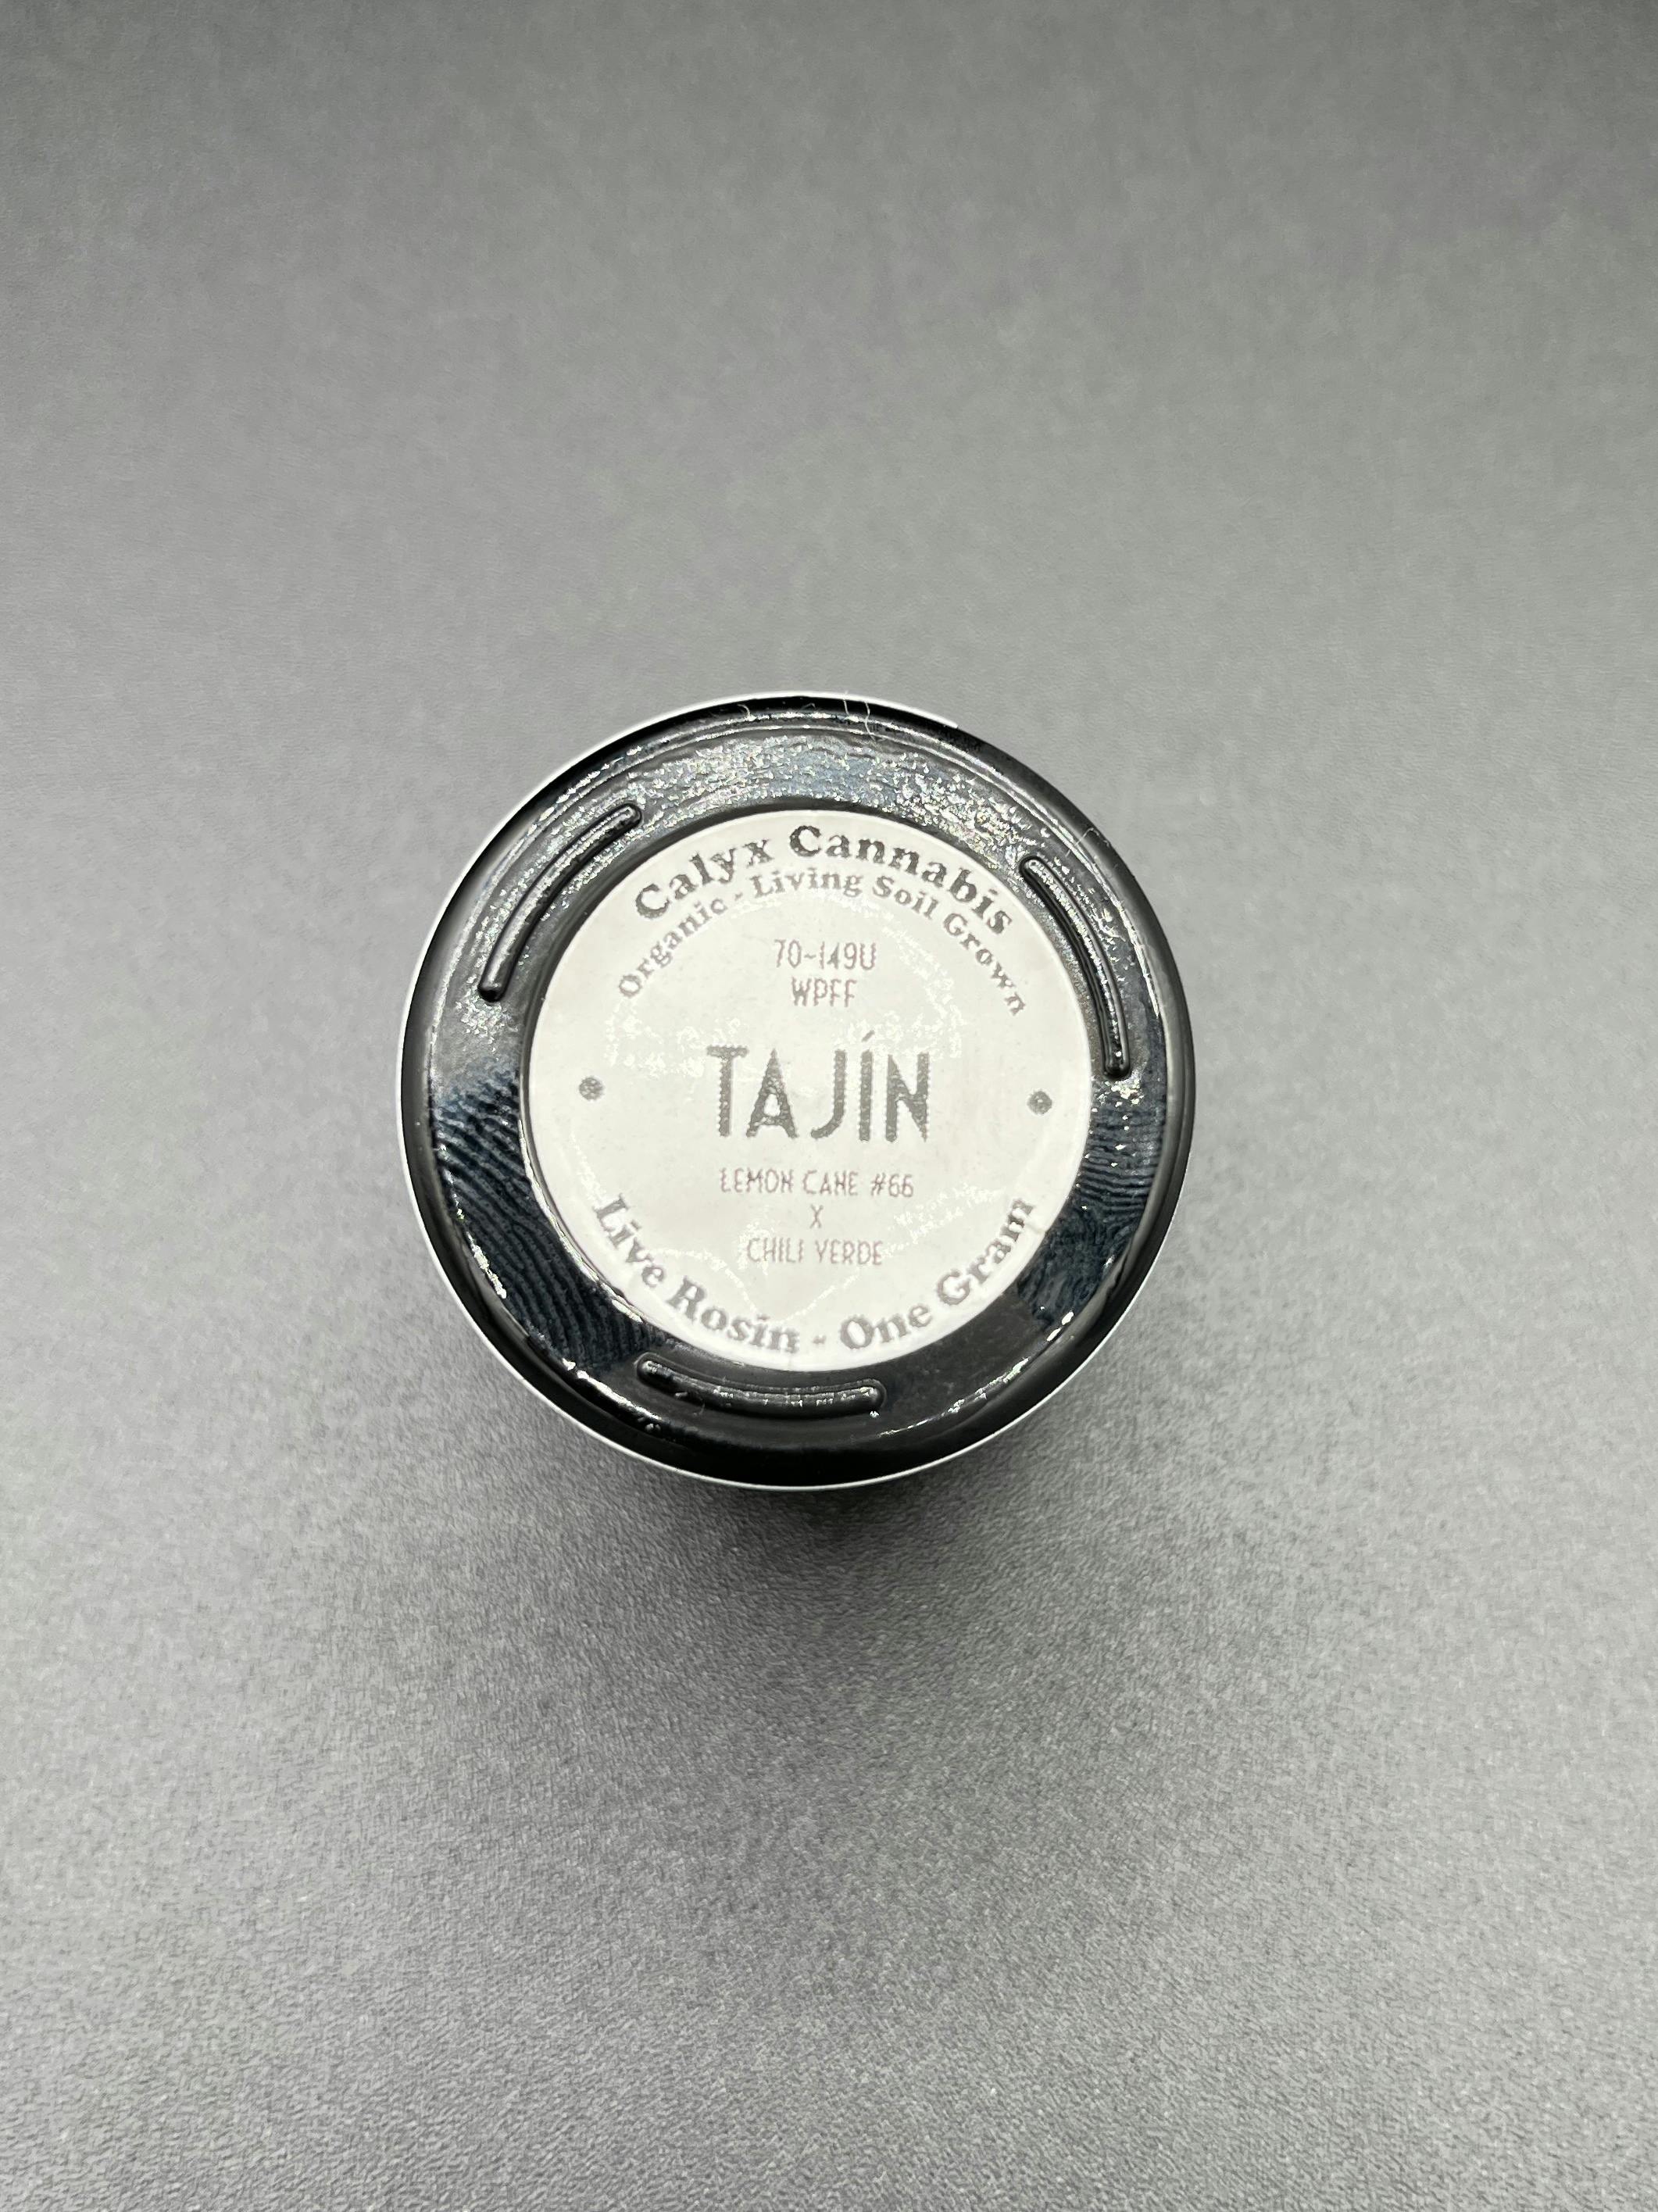 Calyx Cannabis
Organic - Living Soil Grown
70-149U
WPFF
TAJÍN
LEMON CANE #66
X
CHILI VERDE
Live Rosin - One Gram